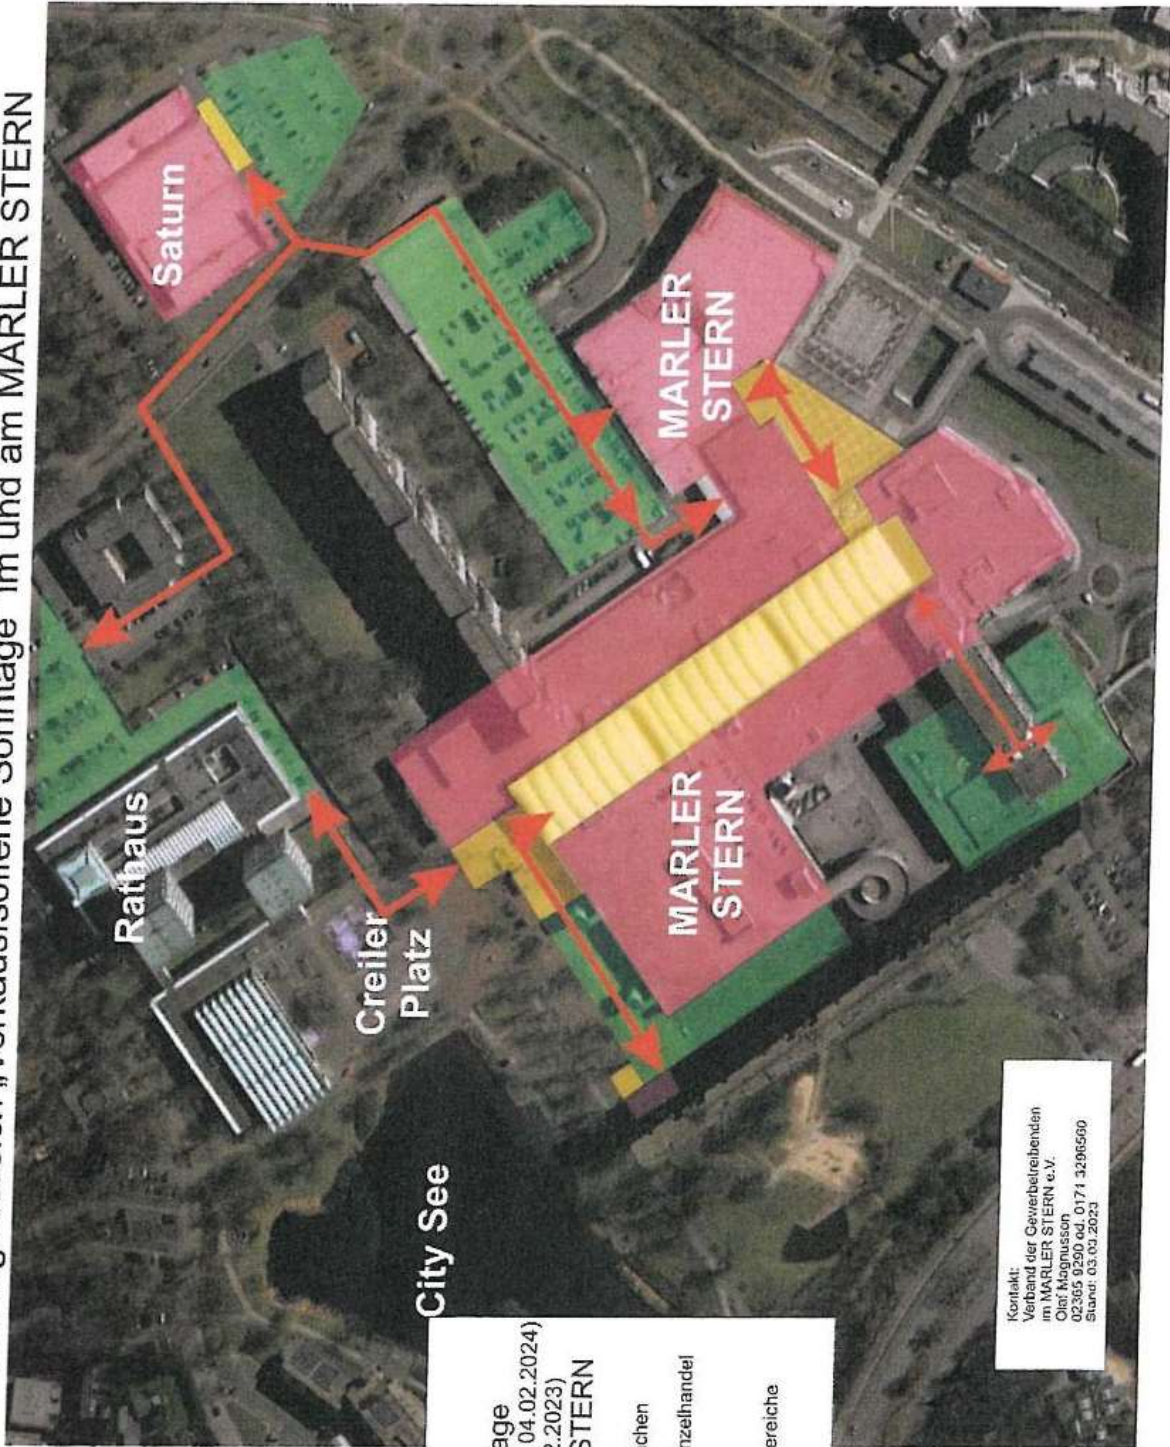 „Verkaufsoffene Sonntage“ im und am MARLER STERN
Saturn
Rathaus
MARLER
STERN
Creiler
Platz
MARLER
STERN
City See
age
04.02.2024)
2.2023)
STERN
chen
nzelhandel
ereiche
Kontakt:
Verband der Gewerbetreibenden
im MARLER STERN e.V.
Olaf Magnusson
02365 9290 od. 0171 3296560
Stand: 03.03.2023